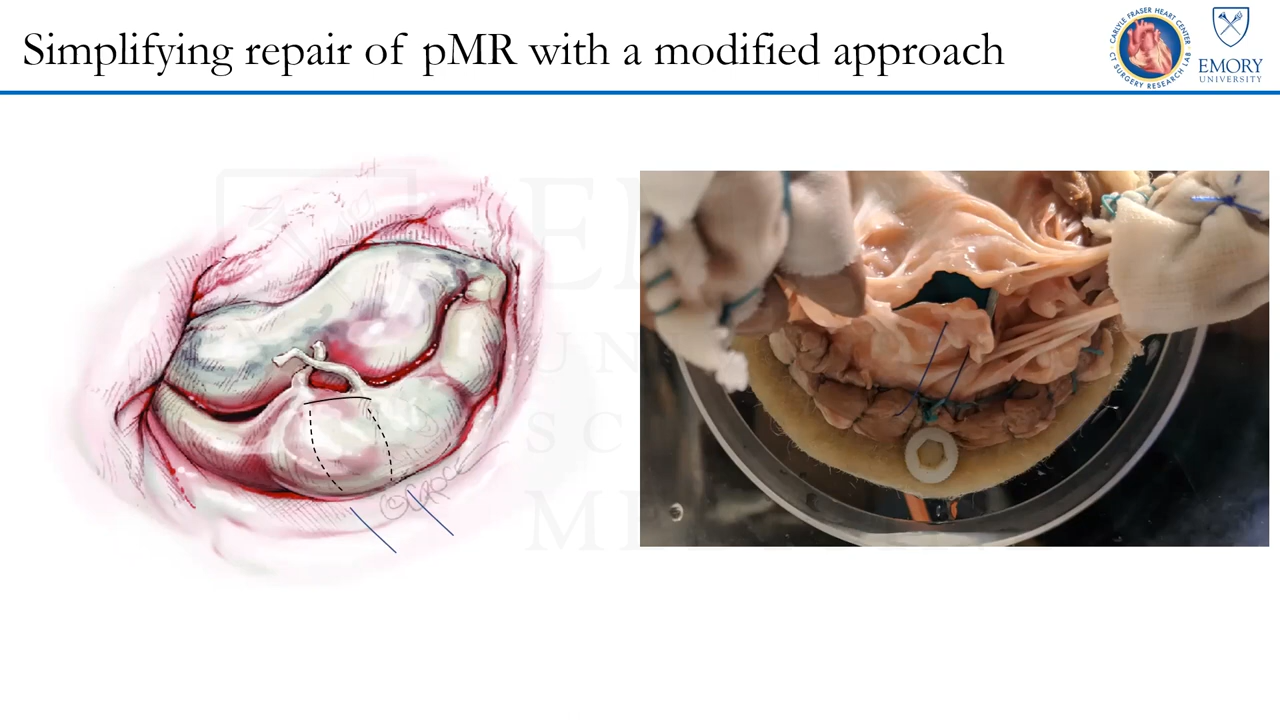 Simplifying repair of pMR with a modified approach
CARLYLE FRASER HEART CENTER
CT SURGERY RESEARCH LAB
EMORY
UNIVERSITY